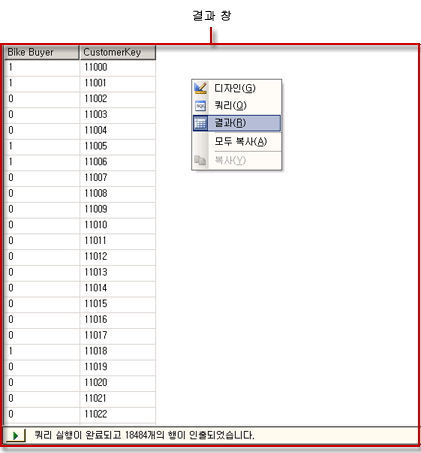 결과 창
Bike Buyer CustomerKey
1 11000
1 11001
0 11002
0 11003
0 11004
1 11005
1 11006
0 11007
0 11008
0 11009
0 11010
0 11011
0 11012
0 11013
0 11014
0 11015
0 11016
0 11017
1 11018
0 11019
0 11020
0 11021
0 11022
디자인(G)
SQL 쿼리(Q)
결과(R)
모두 복사(A)
복사(Y)
쿼리 실행이 완료되고 18484개의 행이 인출되었습니다.